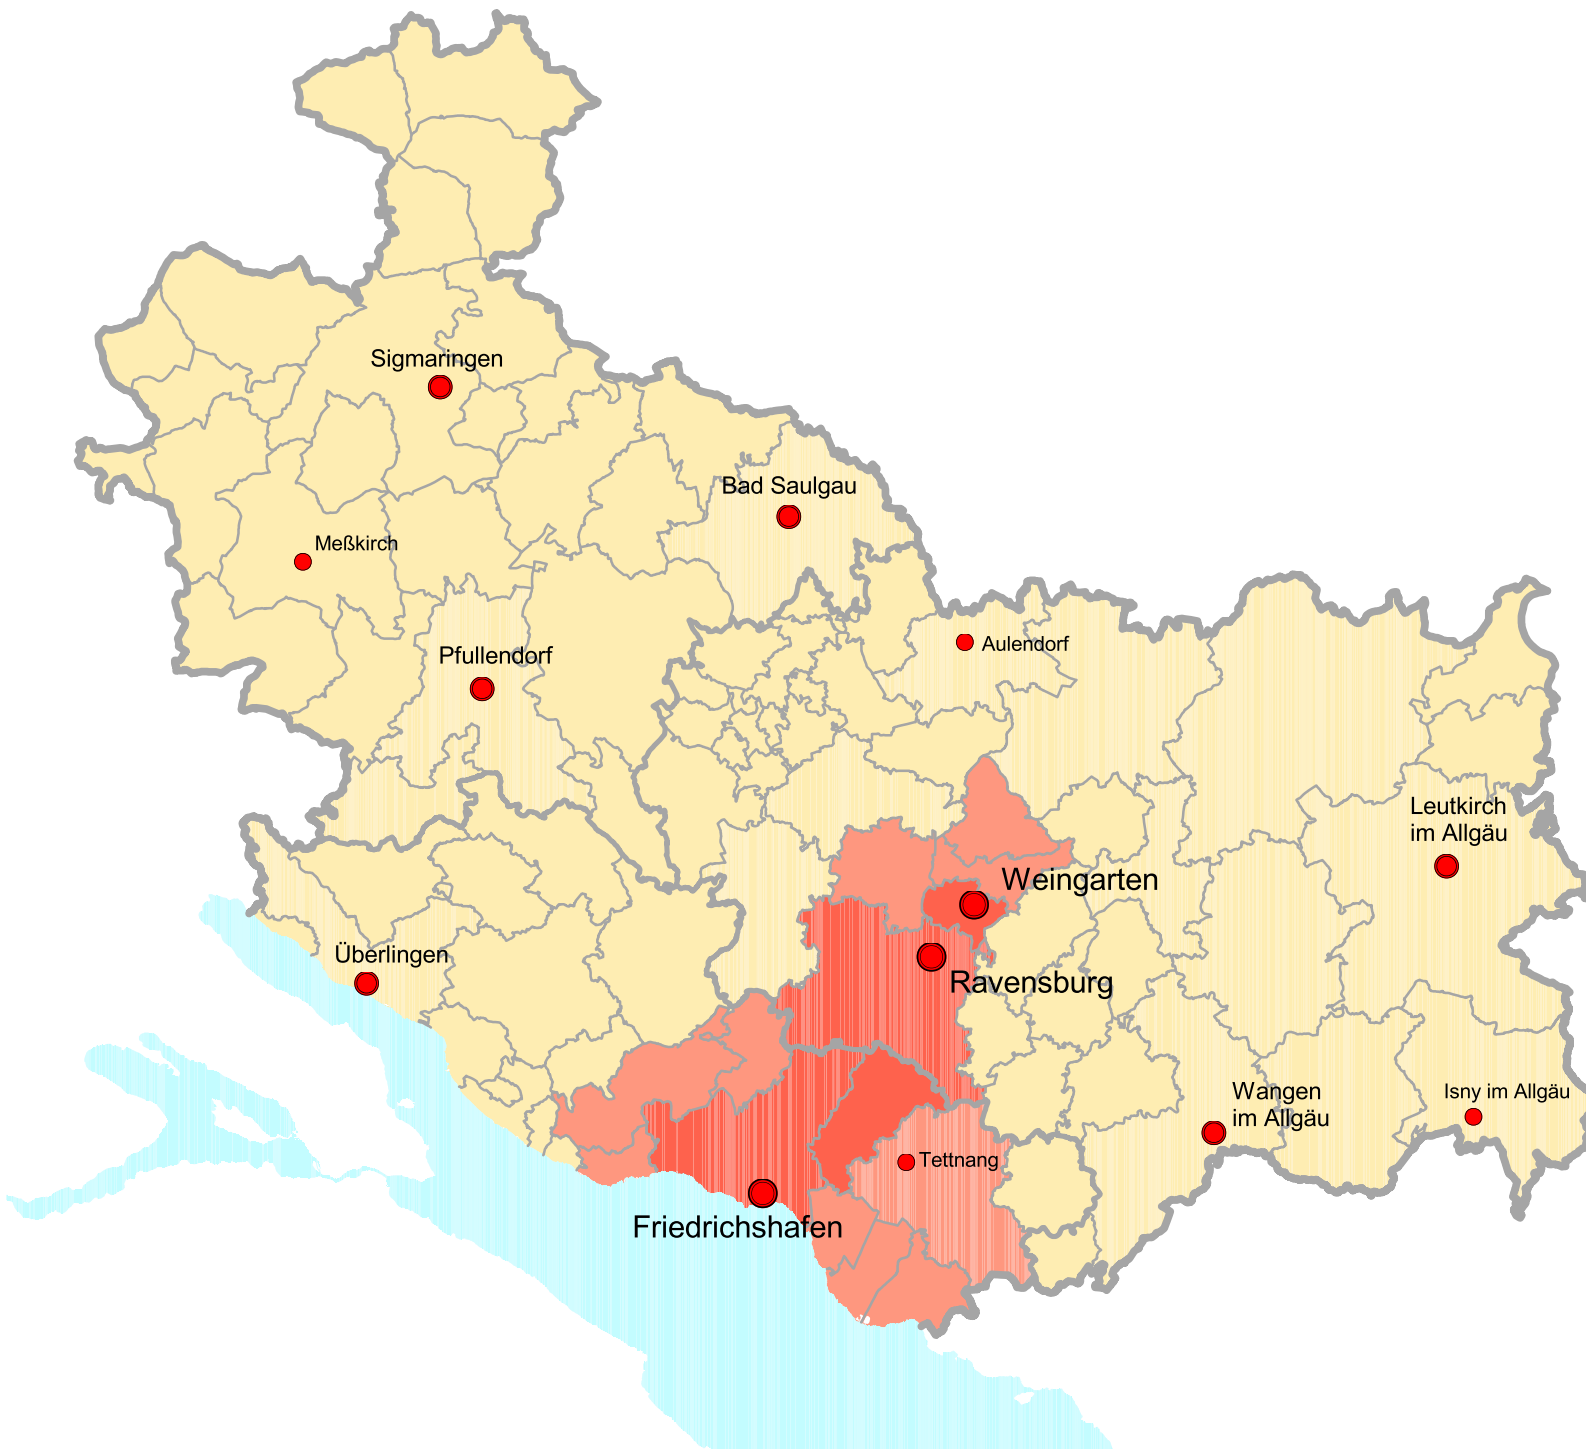 Sigmaringen
Bad Saulgau
Meßkirch
Aulendorf
Pfullendorf
Leutkirch
im Allgäu
Weingarten
Überlingen
Ravensburg
Wangen
im Allgäu
Isny im Allgäu
Tettnang
Friedrichshafen